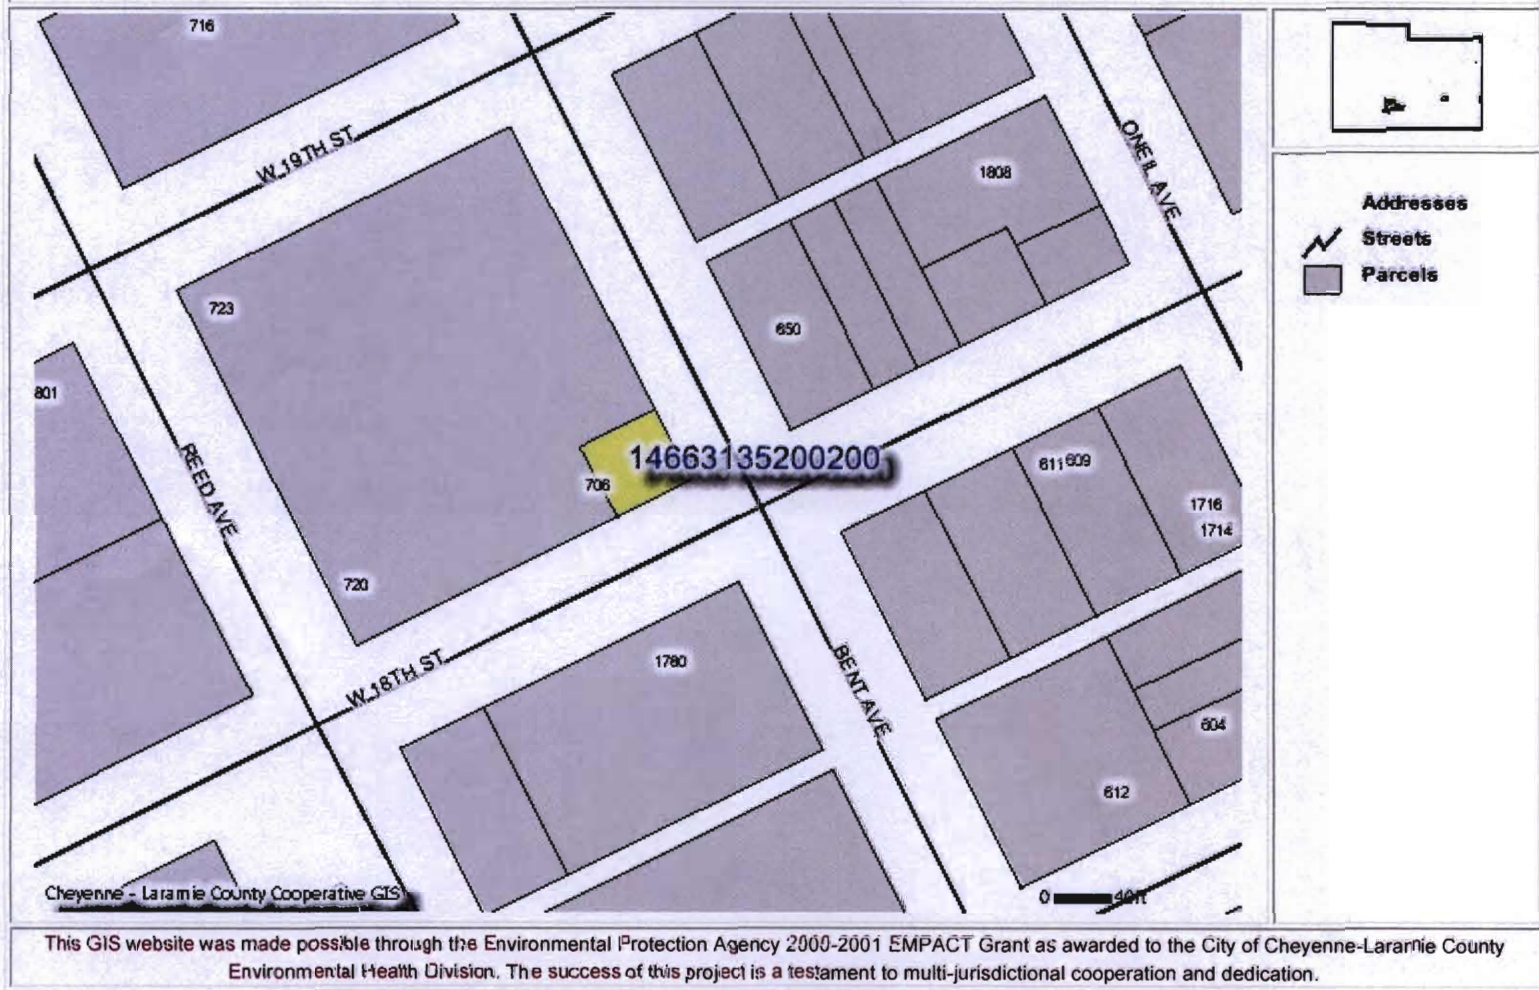 716
W 19TH ST
ONEIL AVE
1808
723
650
801
REED AVE
14663135200200
706
611 609
1716
1714
720
W 18TH ST
1780
BENT AVE
604
612
Cheyenne - Laramie County Cooperative GIS
0 40ft
Addresses
Streets
Parcels
This GIS website was made possible through the Environmental Protection Agency 2000-2001 EMPACT Grant as awarded to the City of Cheyenne-Laramie County
Environmental Health Division. The success of this project is a testament to multi-jurisdictional cooperation and dedication.